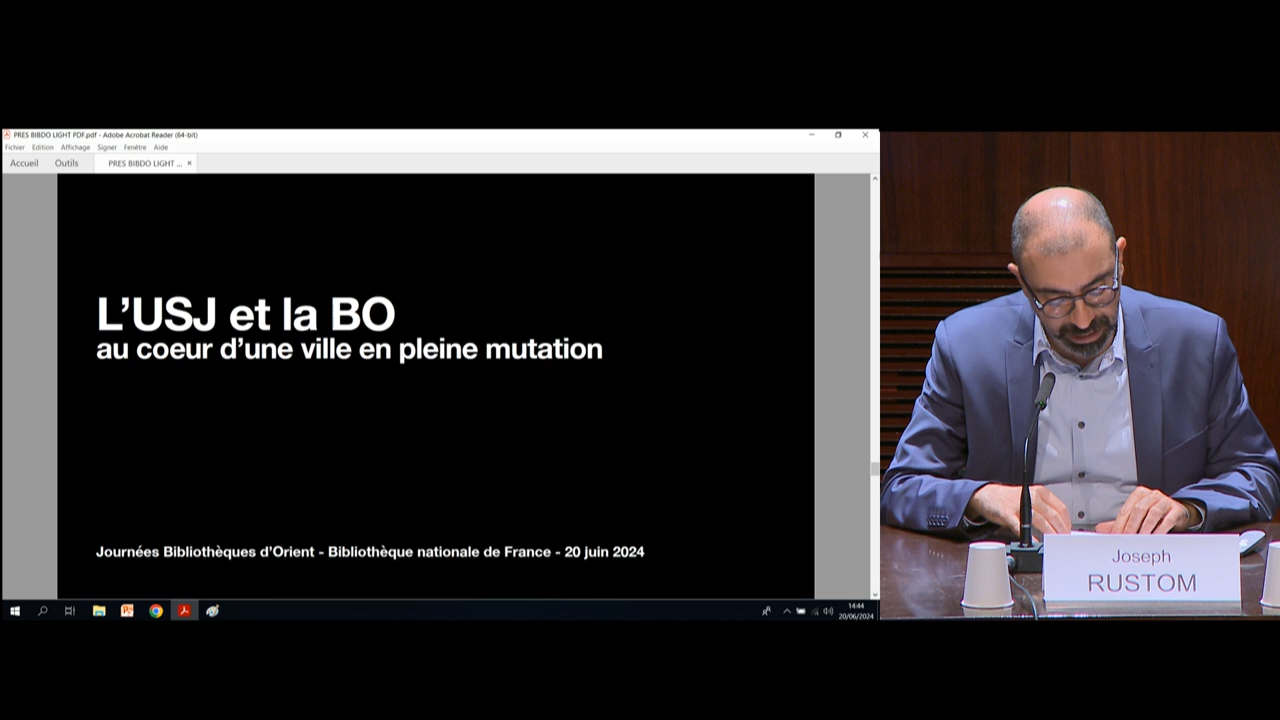 PRES BIBDO LIGHT PDF.pdf - Adobe Acrobat Reader (64-bit)
Fichier Edition Affichage Signer Fenêtre Aide
Accueil Outils PRES BIBDO LIGHT ... ×
L'USJ et la BO
au coeur d'une ville en pleine mutation
Journées Bibliothèques d'Orient - Bibliothèque nationale de France - 20 juin 2024
14:44
20/06/2024
Joseph
RUSTOM